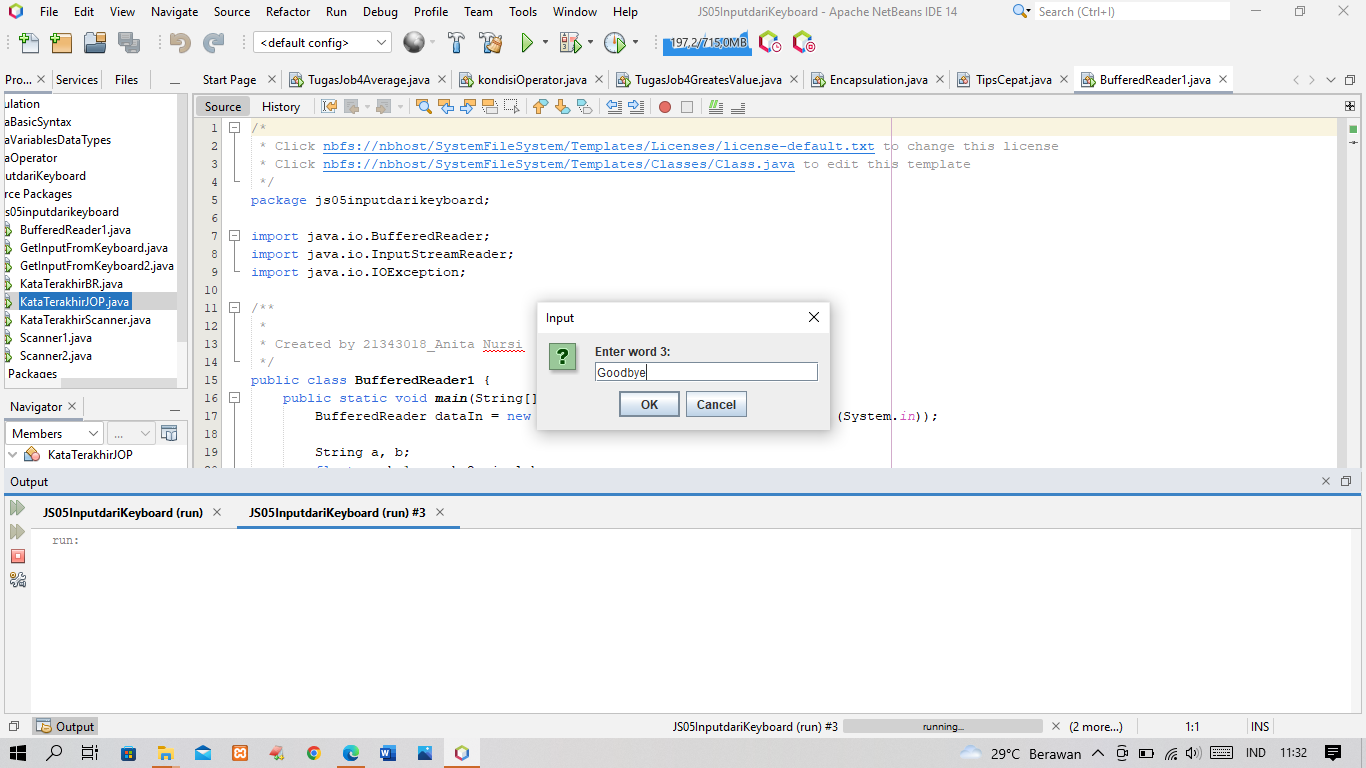 File Edit View Navigate Source Refactor Run Debug Profile Team Tools Window Help JS05InputdariKeyboard - Apache NetBeans IDE 14 Search (Ctrl+I)
<default config> 197,2/715,0MB
Pro... Services Files Start Page TugasJob4Average.java kondisiOperator.java TugasJob4GreatesValue.java Encapsulation.java TipsCepat.java BufferedReader1.java
ulation
aBasicSyntax
aVariablesDataTypes
aOperator
utdariKeyboard
rce Packages
s05inputdarikeyboard
BufferedReader1.java
GetInputFromKeyboard.java
GetInputFromKeyboard2.java
KataTerakhirBR.java
KataTerakhirJOP.java
KataTerakhirScanner.java
Scanner1.java
Scanner2.java
Packages
Navigator
Members ...
KataTerakhirJOP
Source History
1 /*
2 * Click nbfs://nbhost/SystemFileSystem/Templates/Licenses/license-default.txt to change this license
3 * Click nbfs://nbhost/SystemFileSystem/Templates/Classes/Class.java to edit this template
4 */
5 package js05inputdarikeyboard;
6
7 import java.io.BufferedReader;
8 import java.io.InputStreamReader;
9 import java.io.IOException;
10
11 /**
12 *
13 * Created by 21343018_Anita Nursi
14 */
15 public class BufferedReader1 {
16 public static void main(String[]
17 BufferedReader dataIn = new (System.in));
18
19 String a, b;
Input
Enter word 3:
Goodbye
OK Cancel
Output
JS05InputdariKeyboard (run) JS05InputdariKeyboard (run) #3
run:
Output JS05InputdariKeyboard (run) #3 running... (2 more...) 1:1 INS
29°C Berawan IND 11:32